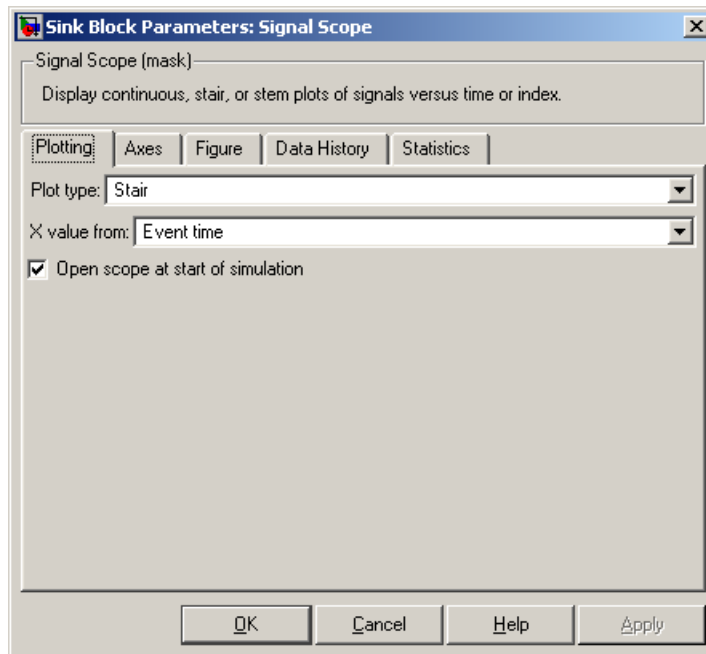 Sink Block Parameters: Signal Scope
Signal Scope (mask)
Display continuous, stair, or stem plots of signals versus time or index.
Plotting Axes Figure Data History Statistics
Plot type: Stair
X value from: Event time
Open scope at start of simulation
OK Cancel Help Apply